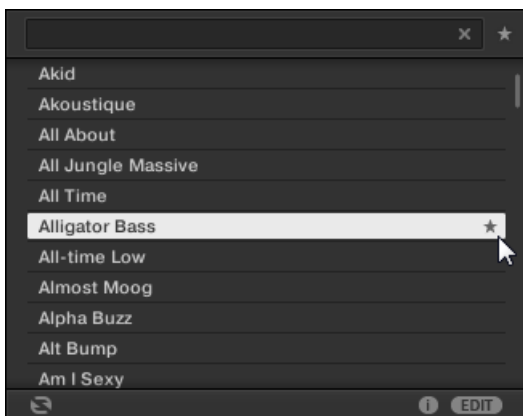 Akid
Akoustique
All About
All Jungle Massive
All Time
Alligator Bass
All-time Low
Almost Moog
Alpha Buzz
Alt Bump
Am I Sexy
i EDIT